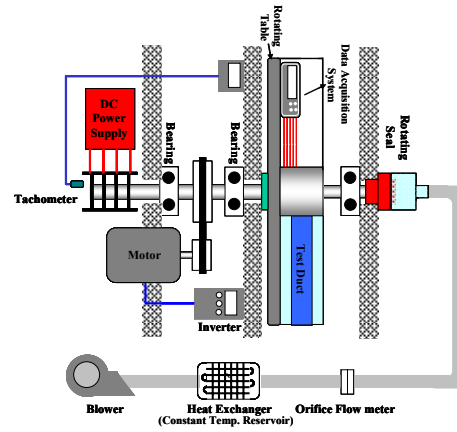 Rotating
Table
Data Acquisition
System
DC
Power
Supply
Bearing
Bearing
Rotating
Seal
Tachometer
Motor
Test Duct
Inverter
Blower
Heat Exchanger
(Constant Temp. Reservoir)
Orifice Flow meter